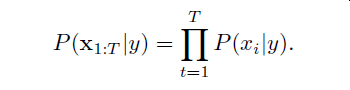 P(x_{1:T}|y) = \prod_{t=1}^{T} P(x_i|y).